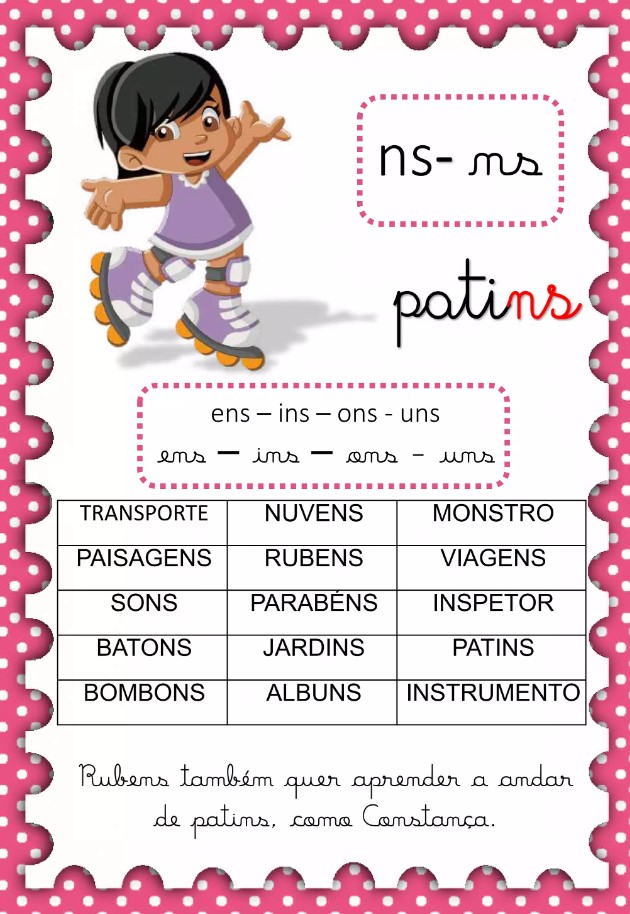 ns- ns
patins
ens – ins – ons - uns
ens – ins – ons - uns
TRANSPORTE NUVENS MONSTRO
PAISAGENS RUBENS VIAGENS
SONS PARABÉNS INSPETOR
BATONS JARDINS PATINS
BOMBONS ALBUNS INSTRUMENTO
Rubens também quer aprender a andar
de patins, como Constança.